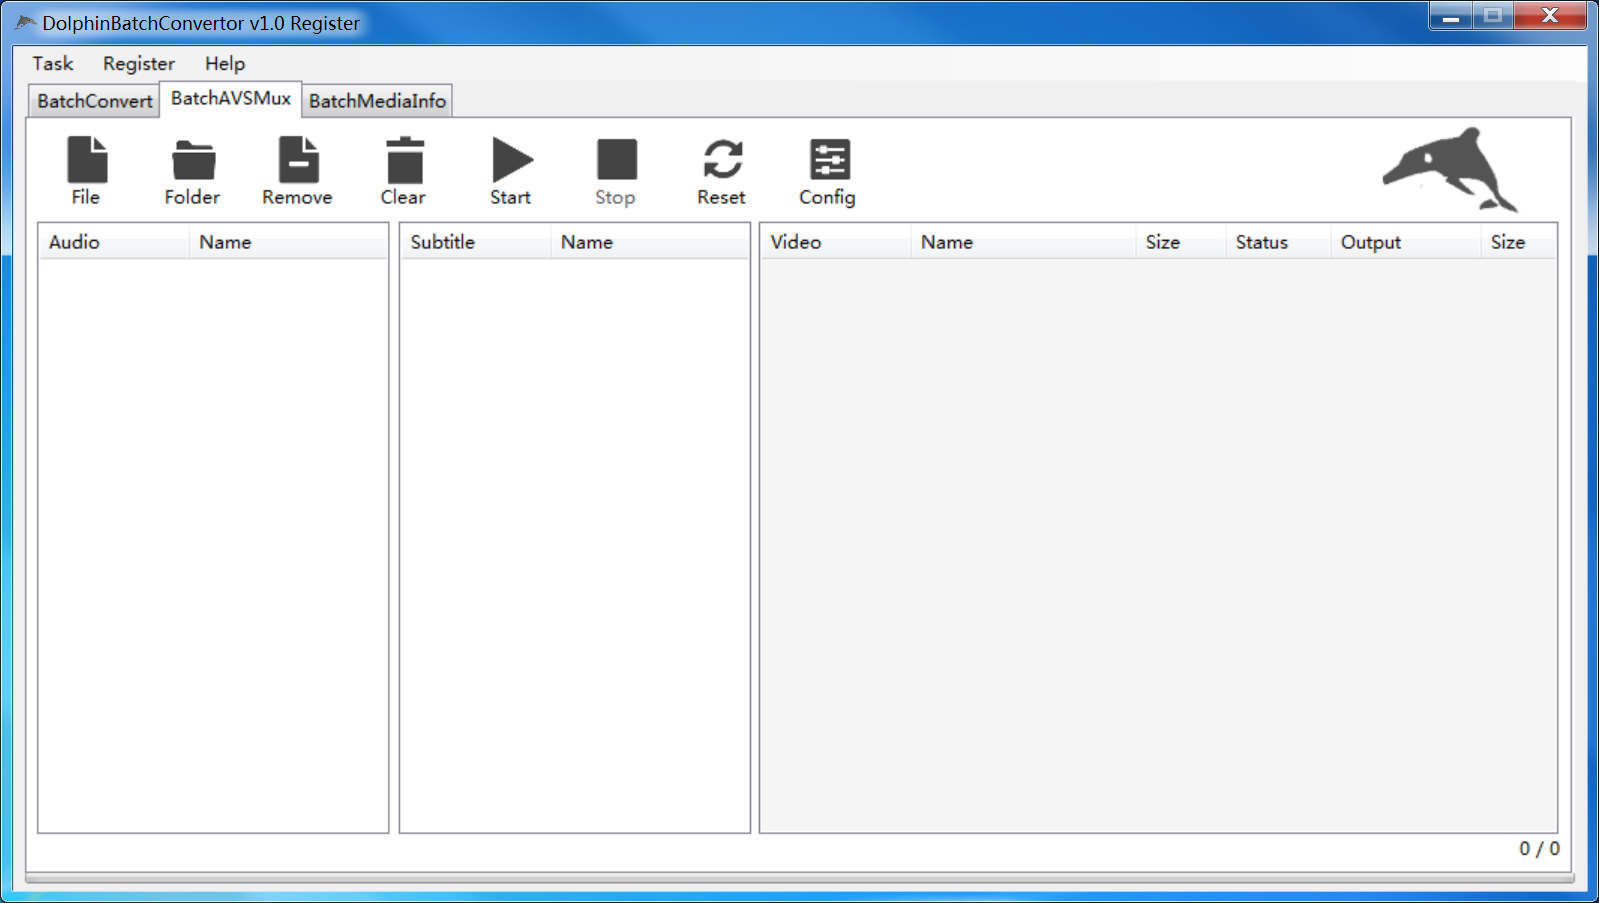 DolphinBatchConvertor v1.0 Register
Task Register Help
BatchConvert BatchAVSMux BatchMediaInfo
File Folder Remove Clear Start Stop Reset Config
Audio Name Subtitle Name Video Name Size Status Output Size
0 / 0